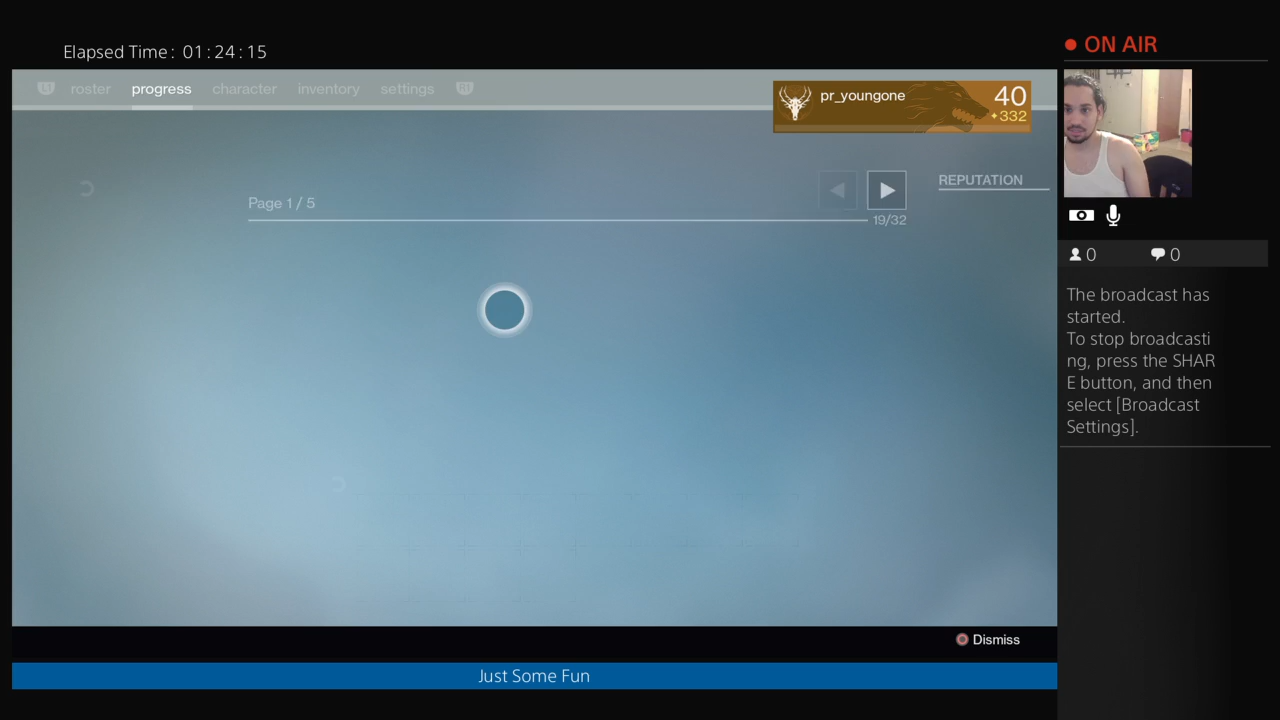 Elapsed Time: 01:24:15
ON AIR
L1 roster progress character inventory settings R1
pr_youngone
40
332
REPUTATION
Page 1 / 5
19/32
0 0
The broadcast has
started.
To stop broadcasti
ng, press the SHAR
E button, and then
select [Broadcast
Settings].
Dismiss
Just Some Fun